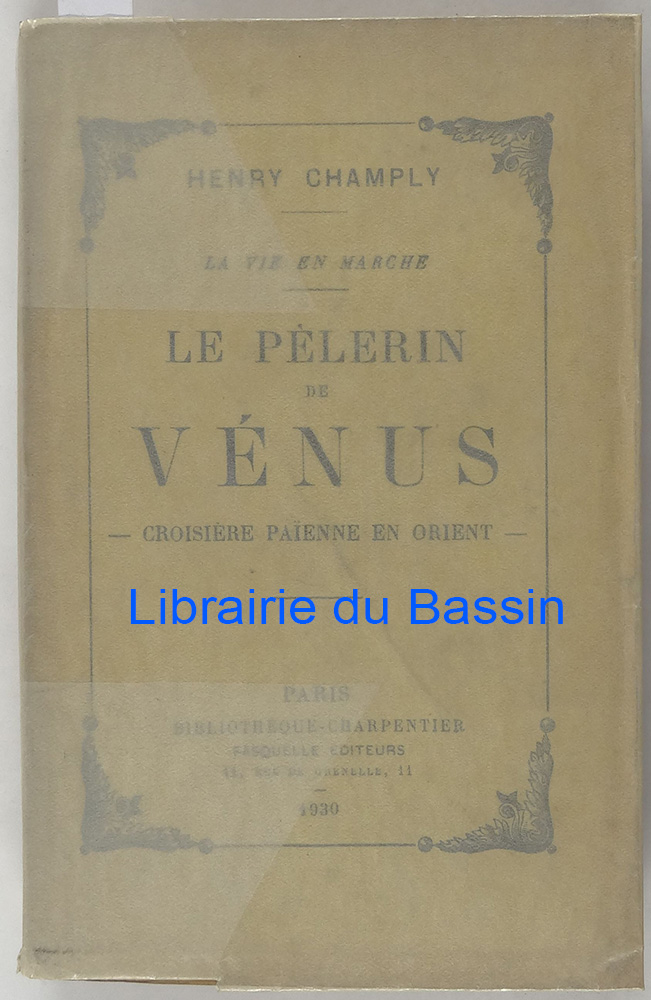 HENRY CHAMPLY
LA VIE EN MARCHE
LE PÈLERIN
DE
VÉNUS
— CROISIÈRE PAÏENNE EN ORIENT —
Librairie du Bassin
PARIS
BIBLIOTHÈQUE-CHARPENTIER
FASQUELLE ÉDITEURS
11, RUE DE GRENELLE, 11
1930